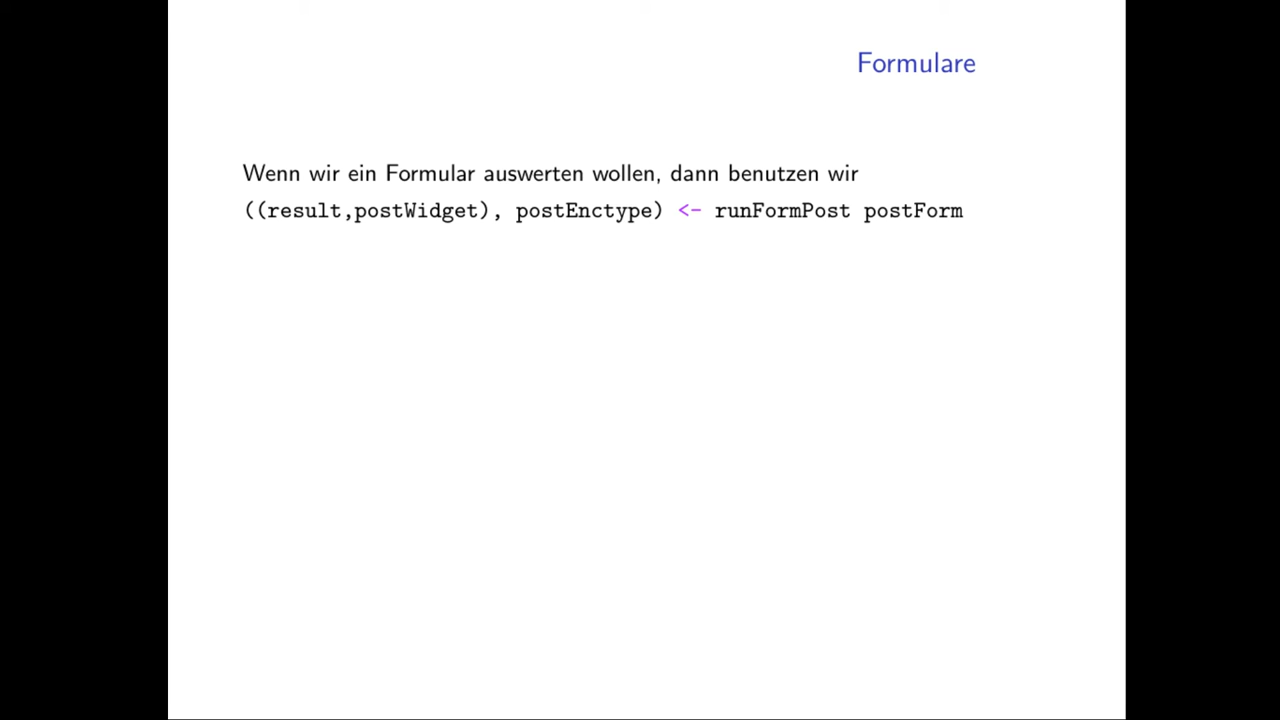 Formulare
Wenn wir ein Formular auswerten wollen, dann benutzen wir
((result,postWidget), postEnctype) <- runFormPost postForm